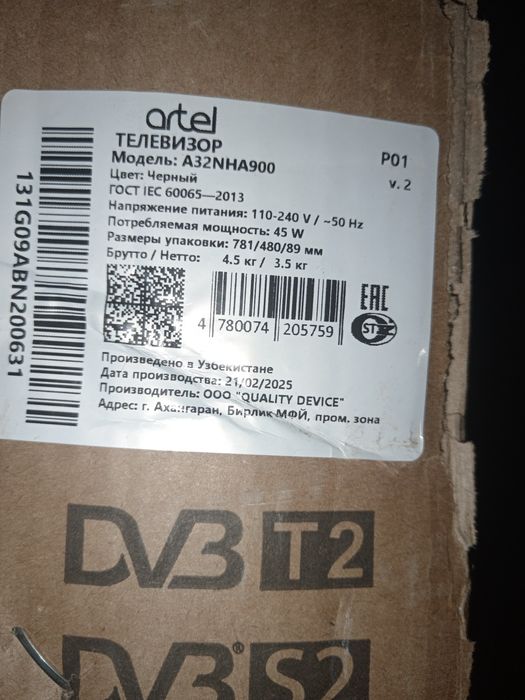 artel
ТЕЛЕВИЗОР
Модель: A32NHA900
P01
Цвет: Черный
v. 2
ГОСТ IEC 60065—2013
Напряжение питания: 110-240 V / ~50 Hz
Потребляемая мощность: 45 W
Размеры упаковки: 781/480/89 мм
Брутто / Нетто: 4.5 кг / 3.5 кг
4 780074 205759
EAC
Произведено в Узбекистане
Дата производства: 21/02/2025
Производитель: ООО "QUALITY DEVICE"
Адрес: г. Ахангаран, Бирлик МФЙ, пром. зона
131G09ABN200631
DVB T2
DVB® S2